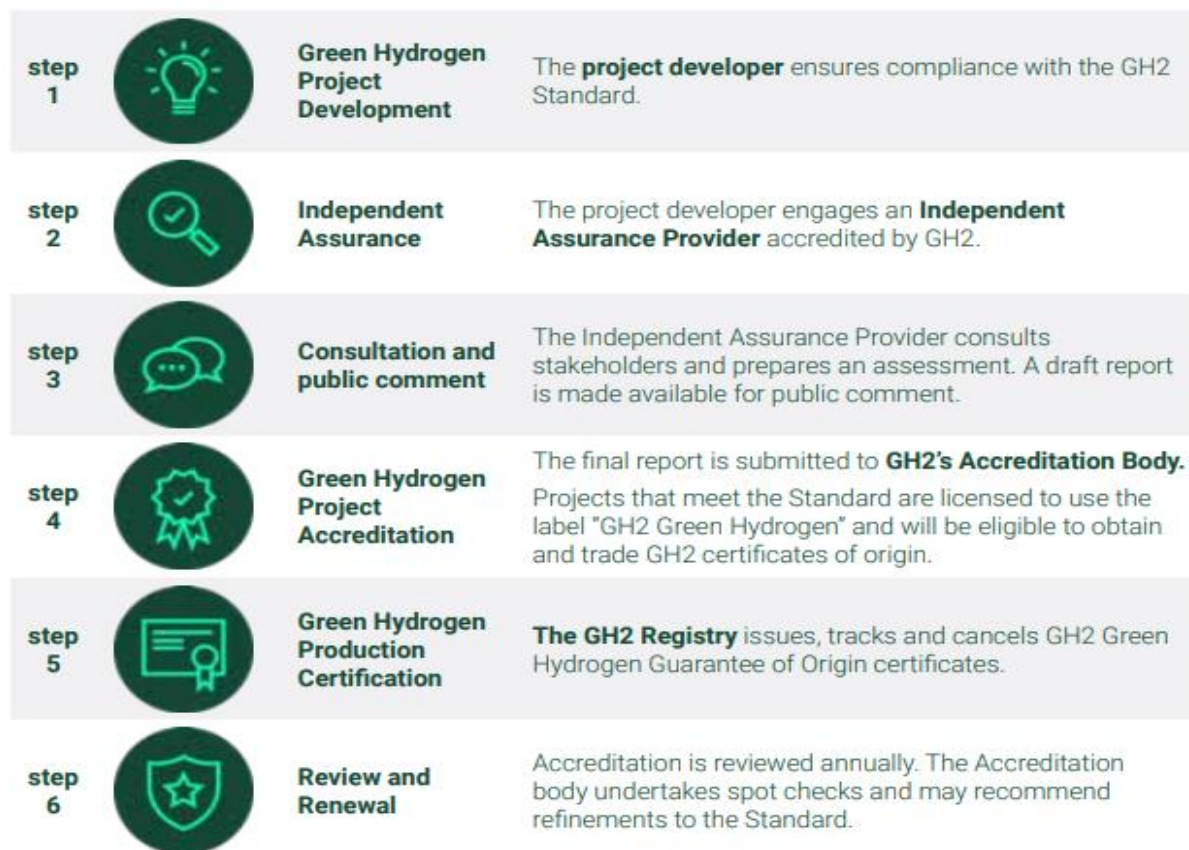 step
1
Green Hydrogen
Project
Development
The project developer ensures compliance with the GH2
Standard.
step
2
Independent
Assurance
The project developer engages an Independent
Assurance Provider accredited by GH2.
step
3
Consultation and
public comment
The Independent Assurance Provider consults
stakeholders and prepares an assessment. A draft report
is made available for public comment.
step
4
Green Hydrogen
Project
Accreditation
The final report is submitted to GH2's Accreditation Body.
Projects that meet the Standard are licensed to use the
label "GH2 Green Hydrogen" and will be eligible to obtain
and trade GH2 certificates of origin.
step
5
Green Hydrogen
Production
Certification
The GH2 Registry issues, tracks and cancels GH2 Green
Hydrogen Guarantee of Origin certificates.
step
6
Review and
Renewal
Accreditation is reviewed annually. The Accreditation
body undertakes spot checks and may recommend
refinements to the Standard.